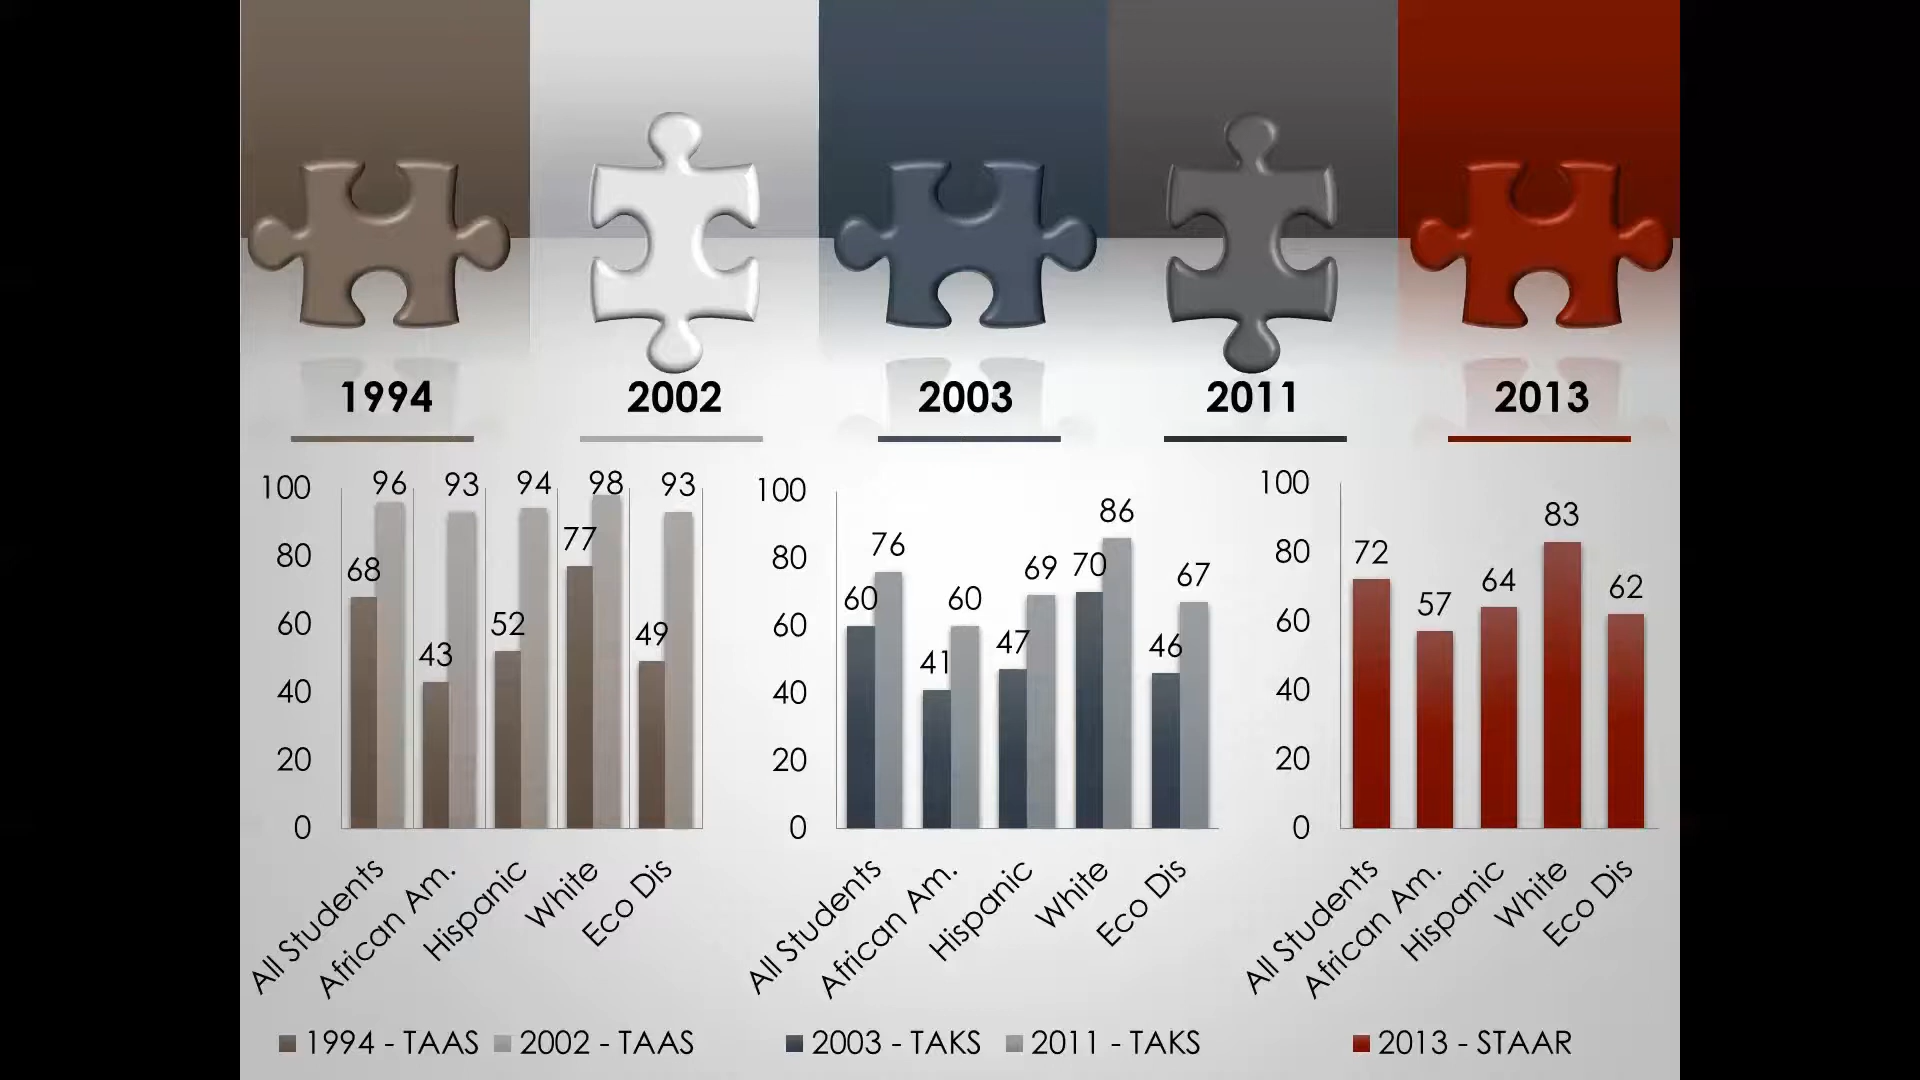 1994 2002 2003 2011 2013
100 96 93 94 98 93
80 68 43 52 77 49
60
40
20
0
All Students African Am. Hispanic White Eco Dis
1994 - TAAS 2002 - TAAS
100 76 60 69 86 67
80 60 41 47 70 46
60
40
20
0
All Students African Am. Hispanic White Eco Dis
2003 - TAKS 2011 - TAKS
100 72 57 64 83 62
80
60
40
20
0
All Students African Am. Hispanic White Eco Dis
2013 - STAAR